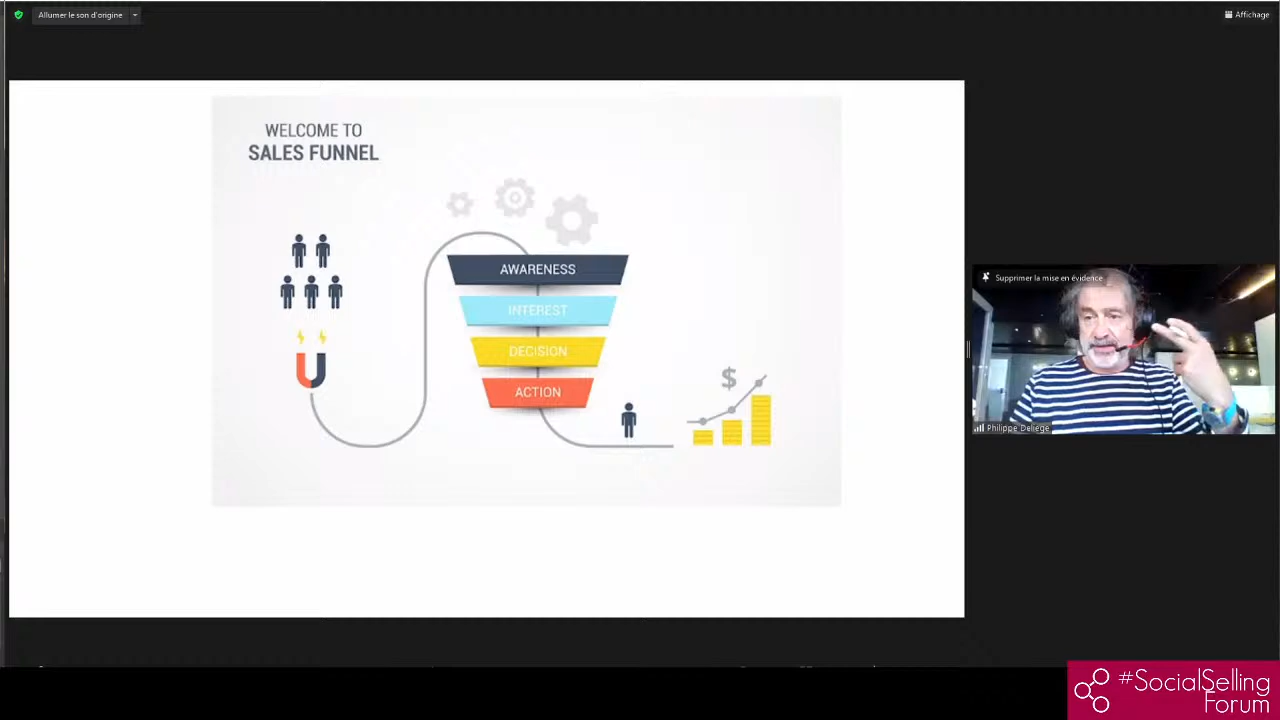 Allumer le son d'origine
Affichage
WELCOME TO
SALES FUNNEL
AWARENESS
INTEREST
DECISION
ACTION
$
Supprimer la mise en évidence
Philippe Deliege
#SocialSelling
Forum